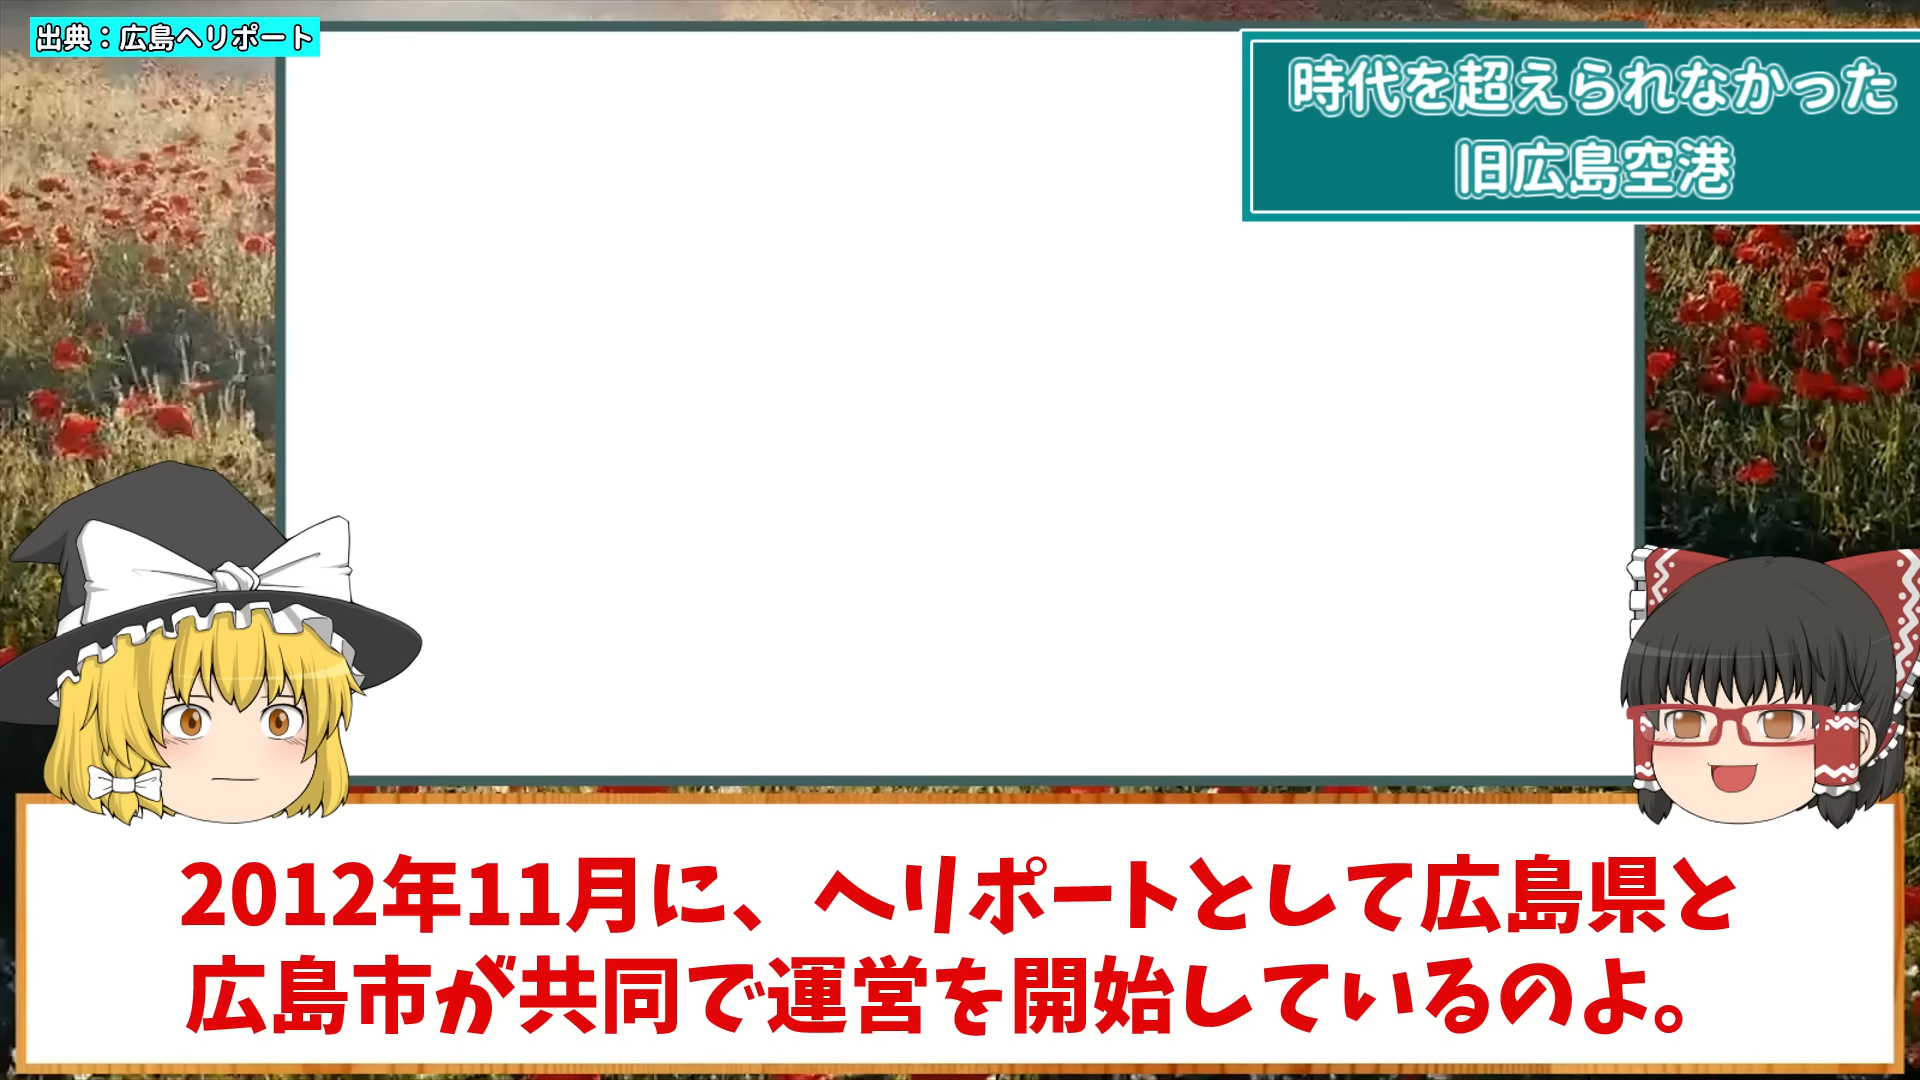 出典：広島ヘリポート
時代を超えられなかった
旧広島空港
2012年11月に、ヘリポートとして広島県と
広島市が共同で運営を開始しているのよ。